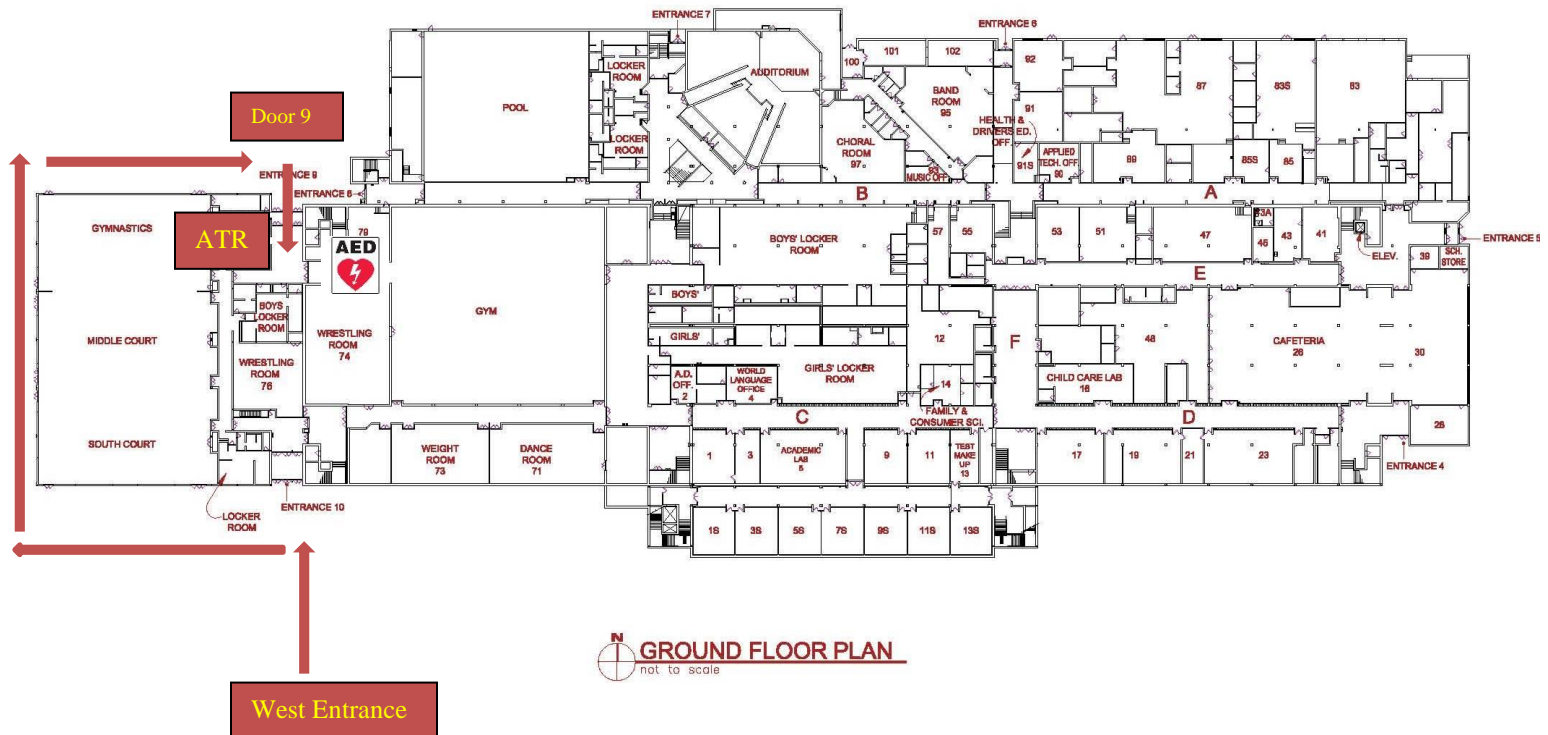 ENTRANCE 7
ENTRANCE 6
101
102
100
92
LOCKER
ROOM
AUDITORIUM
87
83S
83
POOL
BAND
ROOM
95
Door 9
91
HEALTH &
DRIVERS ED.
OFF.
LOCKER
ROOM
CHORAL
ROOM
97
91S
APPLIED
TECH. OFF.
90
89
85S
85
93
MUSIC OFF.
ENTRANCE 9
ENTRANCE 8
B
A
GYMNASTICS
ATR
79
AED
BOYS' LOCKER
ROOM
57
55
53
51
47
83A
45
43
41
ELEV.
39
SCH.
STORE
ENTRANCE 5
E
BOYS'
BOYS
LOCKER
ROOM
GYM
MIDDLE COURT
WRESTLING
ROOM
74
WRESTLING
ROOM
76
GIRLS'
12
F
48
CAFETERIA
26
30
A.D.
OFF.
2
WORLD
LANGUAGE
OFFICE
4
GIRLS' LOCKER
ROOM
14
CHILD CARE LAB
16
C
FAMILY &
CONSUMER SCI.
D
28
SOUTH COURT
WEIGHT
ROOM
73
DANCE
ROOM
71
1
3
ACADEMIC
LAB
5
9
11
TEST
MAKE
UP
13
17
19
21
23
ENTRANCE 4
LOCKER
ROOM
ENTRANCE 10
1S
3S
5S
7S
9S
11S
13S
N
GROUND FLOOR PLAN
not to scale
West Entrance